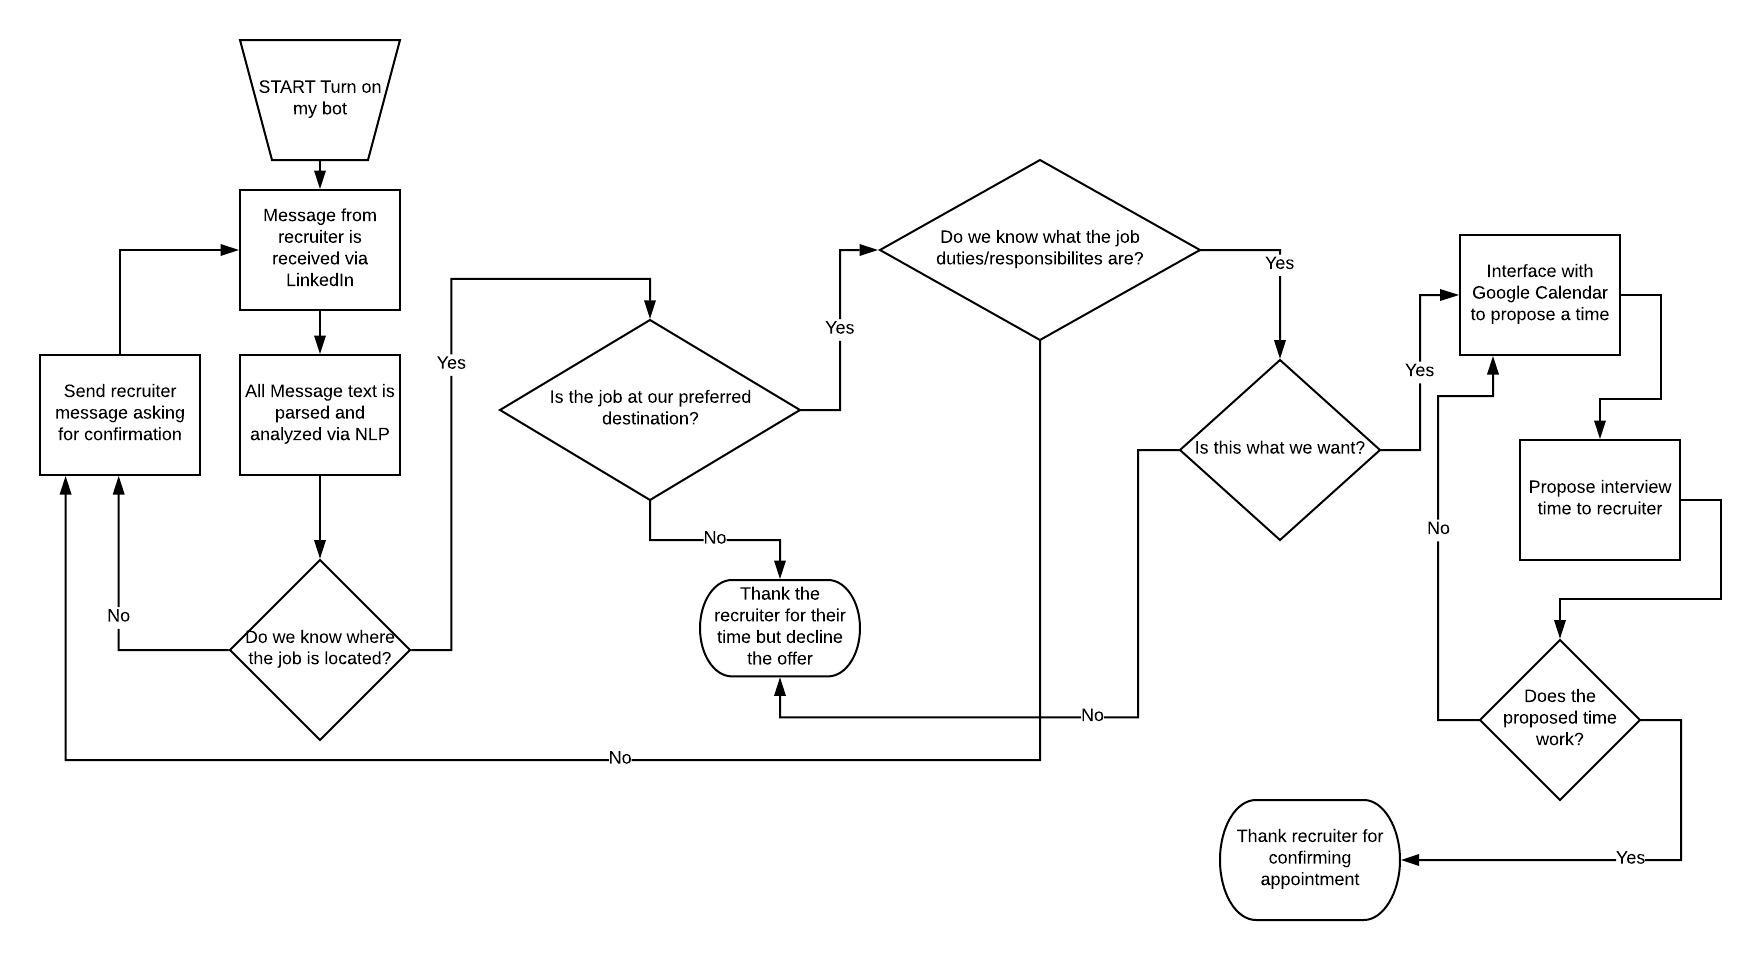 START Turn on
my bot
Message from
recruiter is
received via
LinkedIn
Send recruiter
message asking
for confirmation
All Message text is
parsed and
analyzed via NLP
Do we know where
the job is located?
No
Yes
Is the job at our preferred
destination?
Yes
No
Thank the
recruiter for their
time but decline
the offer
Do we know what the job
duties/responsibilites are?
Yes
No
Is this what we want?
Yes
No
Interface with
Google Calendar
to propose a time
Propose interview
time to recruiter
Does the
proposed time
work?
No
Yes
Thank recruiter for
confirming
appointment